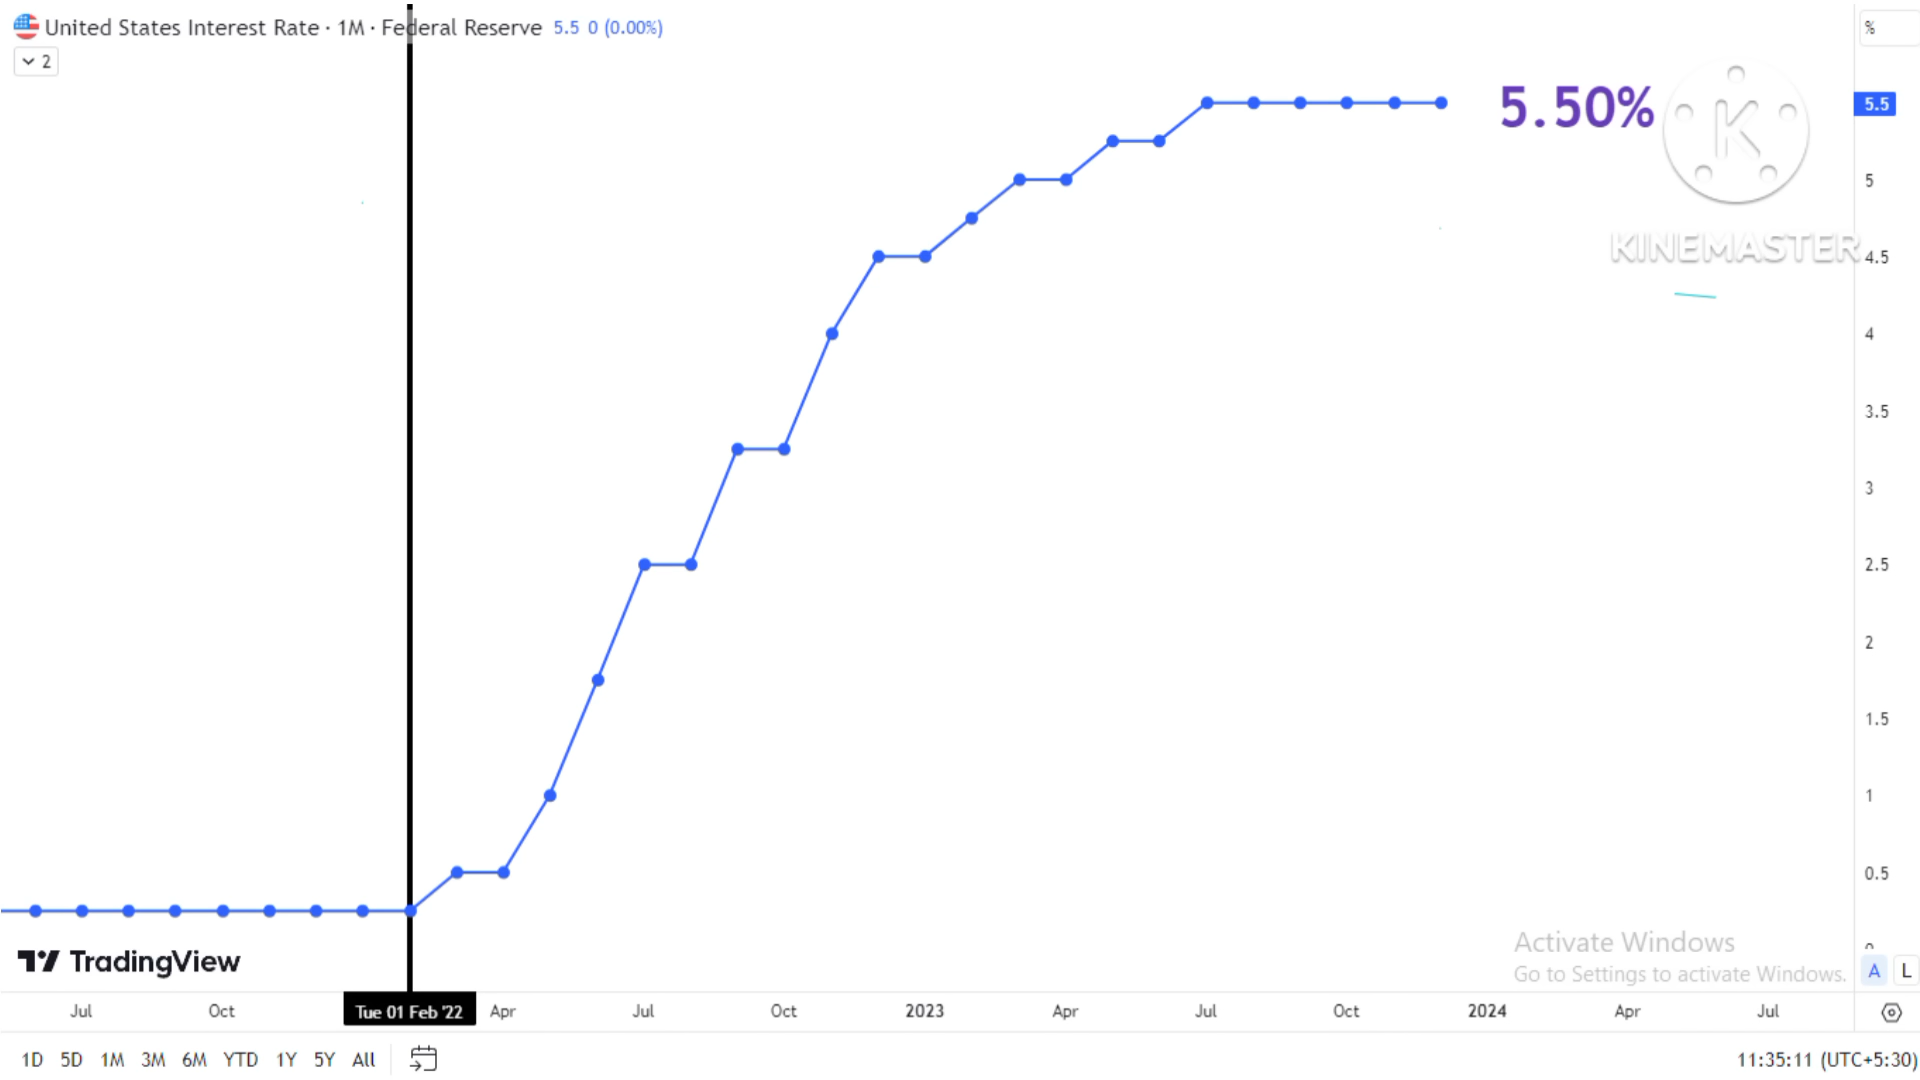 United States Interest Rate · 1M · Federal Reserve 5.5 0 (0.00%)
2
%
5.50%
5.5
K
5
KINEMASTER
4.5
4
3.5
3
2.5
2
1.5
1
0.5
0
Activate Windows
Go to Settings to activate Windows.
TradingView
A L
Jul Oct Tue 01 Feb '22 Apr Jul Oct 2023 Apr Jul Oct 2024 Apr Jul
1D 5D 1M 3M 6M YTD 1Y 5Y All
11:35:11 (UTC+5:30)